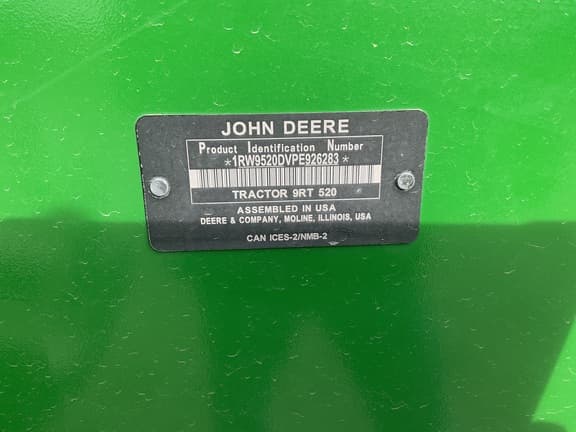 JOHN DEERE
Product Identification Number
*1RW9520DVPE926283*
TRACTOR 9RT 520
ASSEMBLED IN USA
DEERE & COMPANY, MOLINE, ILLINOIS, USA
CAN ICES-2/NMB-2